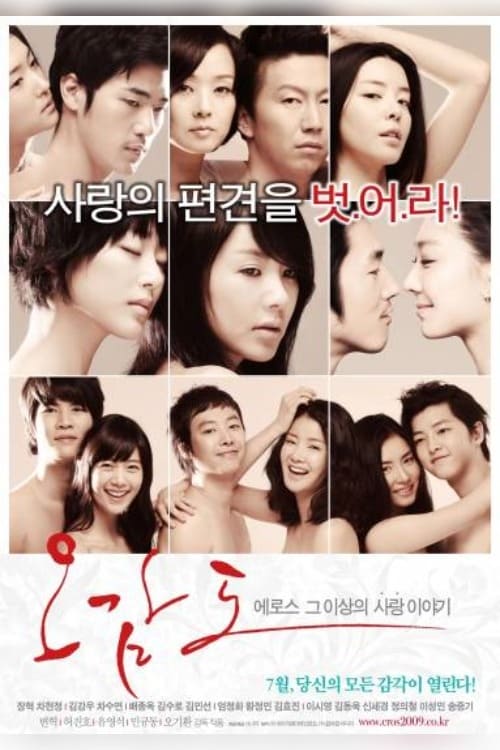 사랑의 편견을 벗.어.라!
오감도
에로스 그 이상의 사랑 이야기
7월, 당신의 모든 감각이 열린다!
장혁 차현정 / 김강우 차수연 / 배종옥 김수로 김민선 / 엄정화 황정민 김효진 / 이시영 김동욱 신세경 정의철 이성민 송중기
변혁 / 허진호 / 유영식 / 민규동 / 오기환 감독 작품
www.eros2009.co.kr